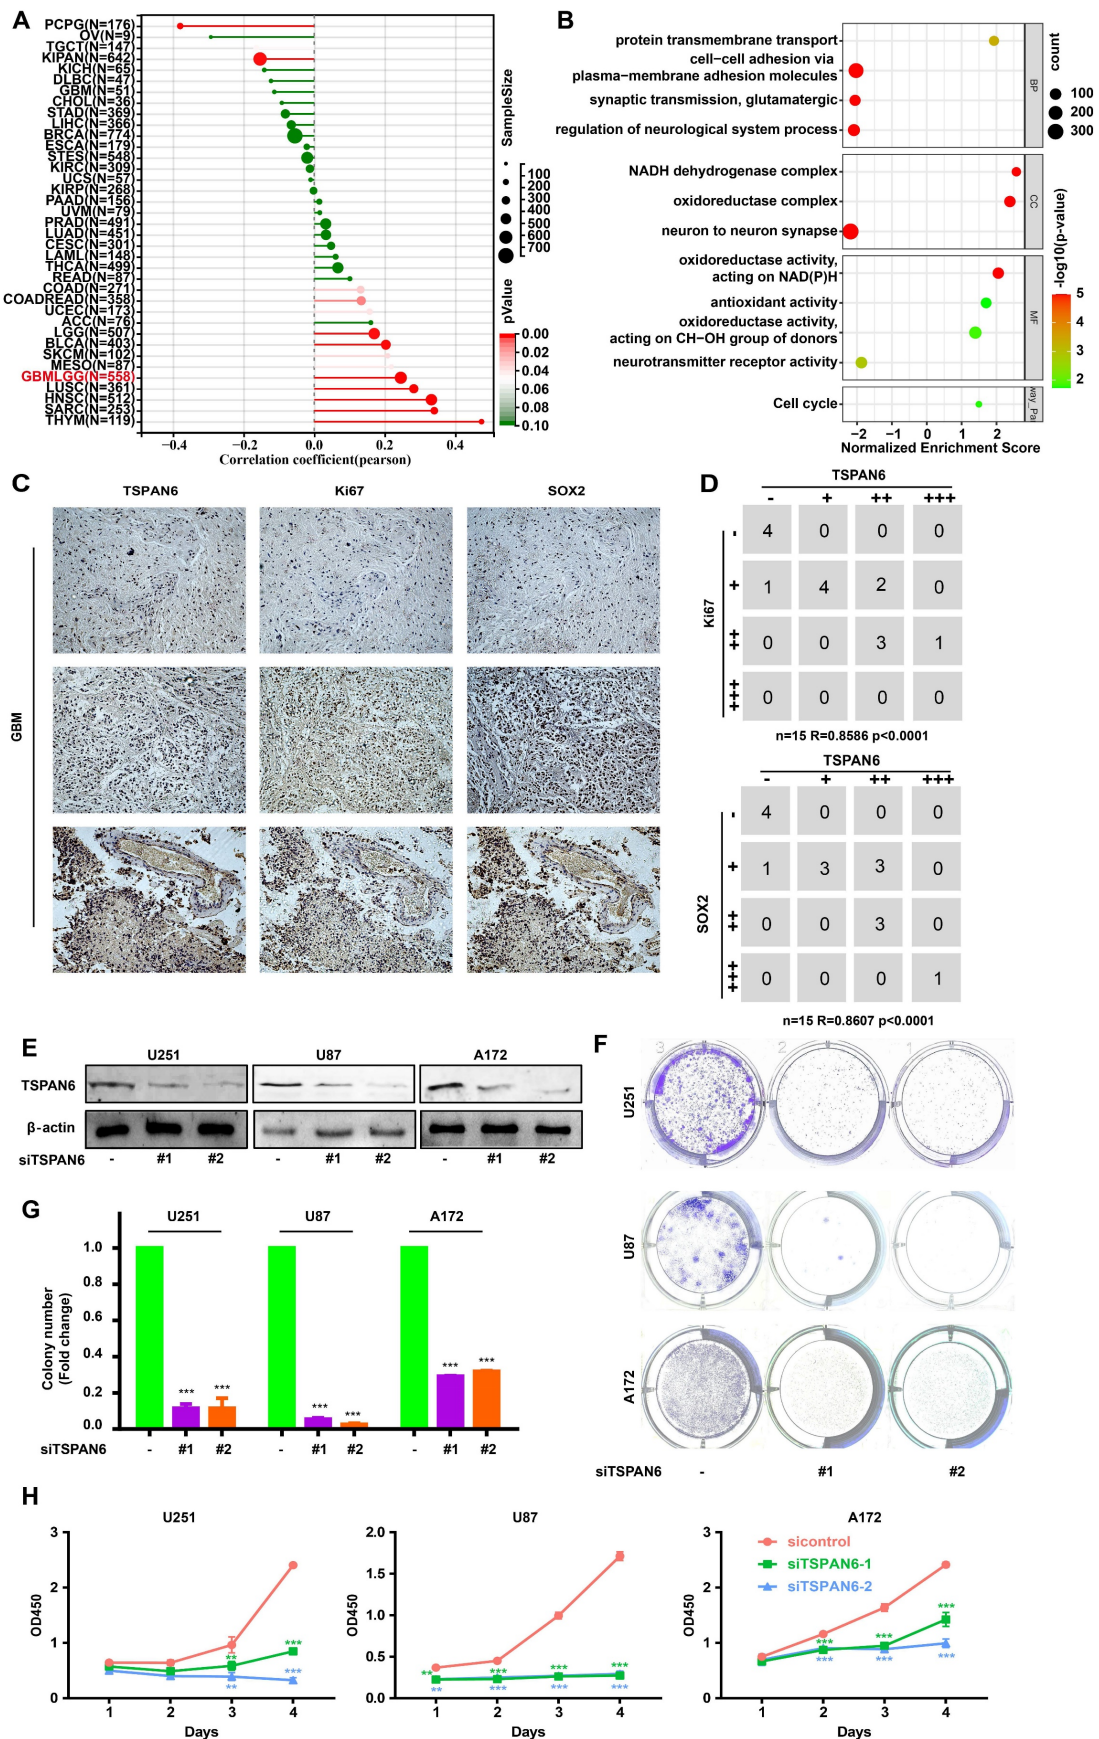 A
PCPG(N=176)
OV(N=9)
TGCT(N=147)
KIPAN(N=642)
KICH(N=65)
DLBC(N=47)
GBM(N=51)
CHOL(N=36)
STAD(N=369)
LIHC(N=366)
BRCA(N=774)
ESCA(N=179)
STES(N=548)
KIRC(N=309)
UCS(N=57)
KIRP(N=268)
PAAD(N=156)
UVM(N=79)
PRAD(N=491)
LUAD(N=451)
CESC(N=301)
LAML(N=148)
THCA(N=499)
READ(N=87)
COAD(N=271)
COADREAD(N=358)
UCEC(N=173)
ACC(N=76)
LGG(N=507)
BLCA(N=403)
SKCM(N=102)
MESO(N=87)
GBMLGG(N=558)
LUSC(N=361)
HNSC(N=512)
SARC(N=253)
THYM(N=119)
−0.4 −0.2 0.0 0.2 0.4
Correlation coefficient(pearson)
SampleSize
100
200
300
400
500
600
700
pValue
0.00
0.02
0.04
0.06
0.08
0.10
B
protein transmembrane transport
cell−cell adhesion via
plasma−membrane adhesion molecules
synaptic transmission, glutamatergic
regulation of neurological system process
BP
NADH dehydrogenase complex
oxidoreductase complex
neuron to neuron synapse
CC
oxidoreductase activity,
acting on NAD(P)H
antioxidant activity
oxidoreductase activity,
acting on CH−OH group of donors
neurotransmitter receptor activity
MF
Cell cycle
way_Pa
−2 −1 0 1 2
Normalized Enrichment Score
count
100
200
300
-log10(p-value)
5
4
3
2
C
TSPAN6 Ki67 SOX2
GBM
D
TSPAN6
- + ++ +++
Ki67
- 4 0 0 0
+ 1 4 2 0
++ 0 0 3 1
+++ 0 0 0 0
n=15 R=0.8586 p<0.0001
TSPAN6
- + ++ +++
SOX2
- 4 0 0 0
+ 1 3 3 0
++ 0 0 3 0
+++ 0 0 0 1
n=15 R=0.8607 p<0.0001
E
U251 U87 A172
TSPAN6
β-actin
siTSPAN6 - #1 #2 - #1 #2 - #1 #2
F
3 2 1
U251
U87
A172
siTSPAN6 - #1 #2
G
U251 U87 A172
Colony number
(Fold change)
1.0
0.8
0.6
0.4
0.2
0.0
*** *** *** *** *** ***
siTSPAN6 - #1 #2 - #1 #2 - #1 #2
H
U251
OD450
3
2
1
0
** ***
** ***
1 2 3 4
Days
U87
OD450
2.0
1.5
1.0
0.5
0.0
** *** *** ***
** *** *** ***
1 2 3 4
Days
A172
OD450
3
2
1
0
sicontrol
siTSPAN6-1
siTSPAN6-2
*** *** ***
*** *** ***
1 2 3 4
Days